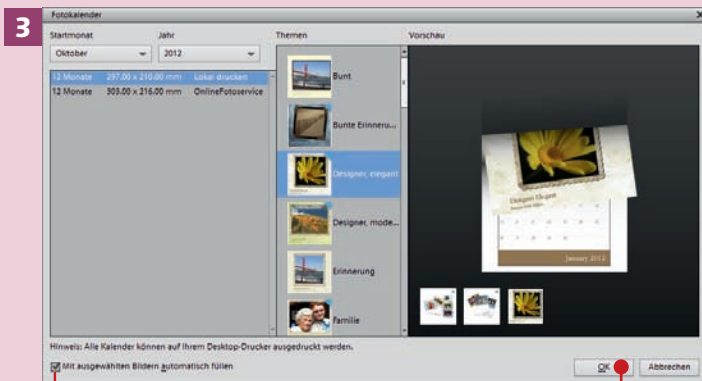 3
Fotokalender
Startmonat
Jahr
Themen
Vorschau
Oktober
2012
12 Monate 297.00 x 210.00 mm Lokal drucken
12 Monate 303.00 x 216.00 mm OnlineFotoservice
Bunt
Bunte Erinneru...
Designer, elegant
Designer, mode...
Erinnerung
Familie
Designer Elegant
January 2012
Hinweis: Alle Kalender können auf Ihrem Desktop-Drucker ausgedruckt werden.
Mit ausgewählten Bildern automatisch füllen
OK
Abbrechen